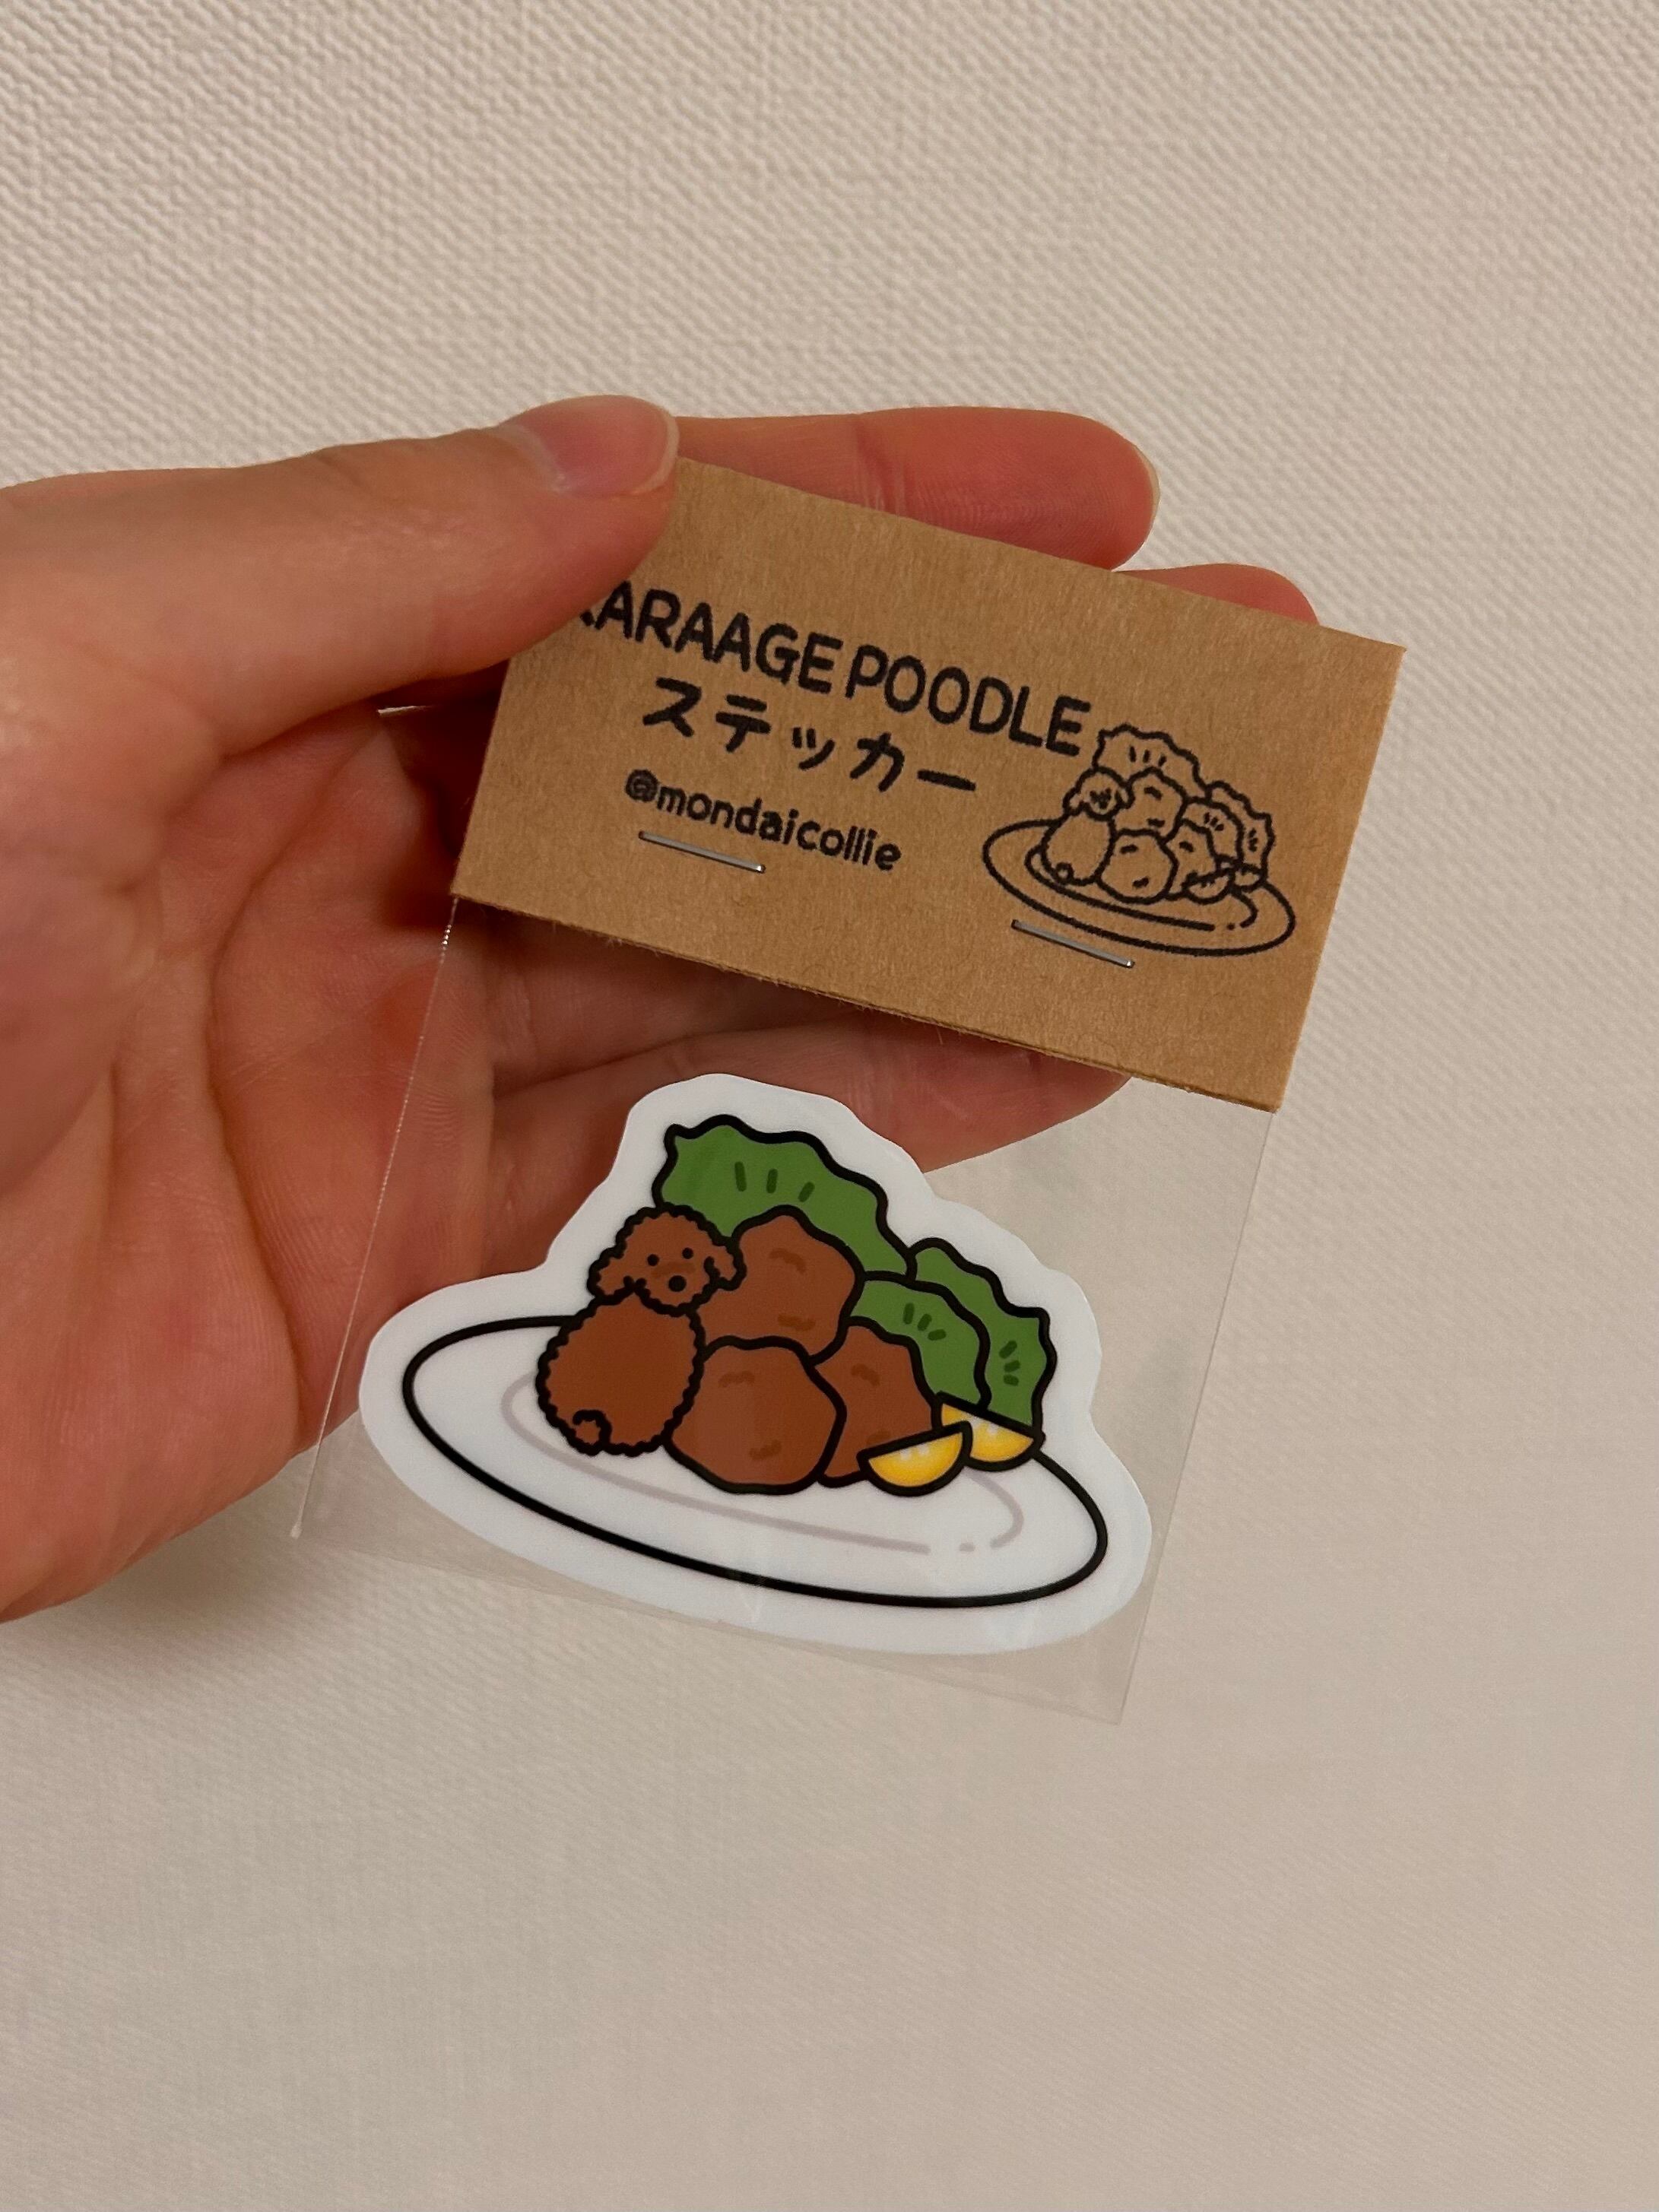 KARAAGE POODLE
ステッカー
@mondaicollie